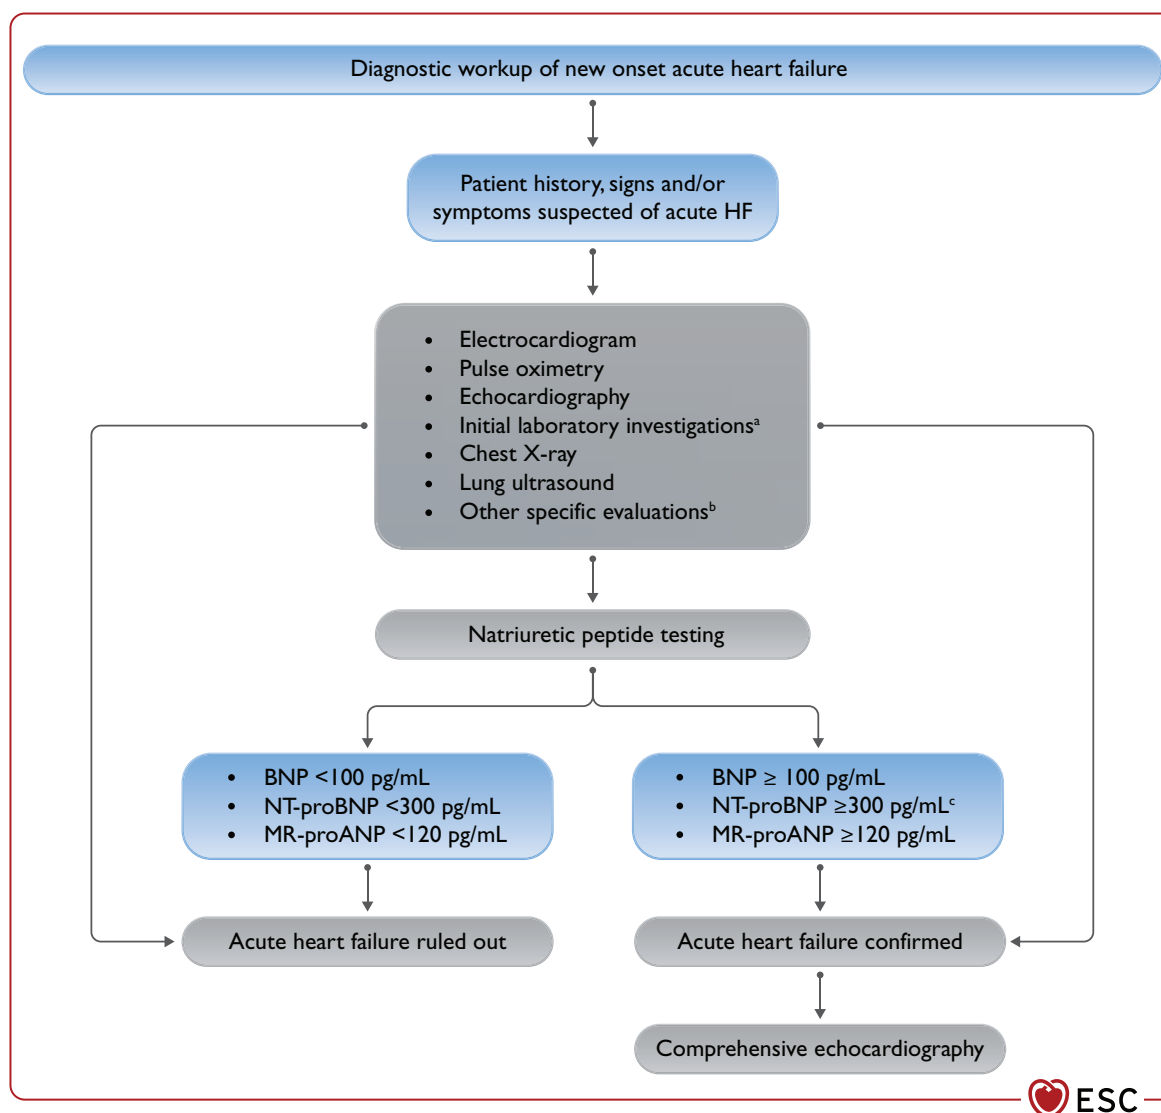 Diagnostic workup of new onset acute heart failure
Patient history, signs and/or
symptoms suspected of acute HF
• Electrocardiogram
• Pulse oximetry
• Echocardiography
• Initial laboratory investigationsᵃ
• Chest X-ray
• Lung ultrasound
• Other specific evaluationsᵇ
Natriuretic peptide testing
• BNP <100 pg/mL
• NT-proBNP <300 pg/mL
• MR-proANP <120 pg/mL
• BNP ≥ 100 pg/mL
• NT-proBNP ≥300 pg/mLᶜ
• MR-proANP ≥120 pg/mL
Acute heart failure ruled out
Acute heart failure confirmed
Comprehensive echocardiography
ESC